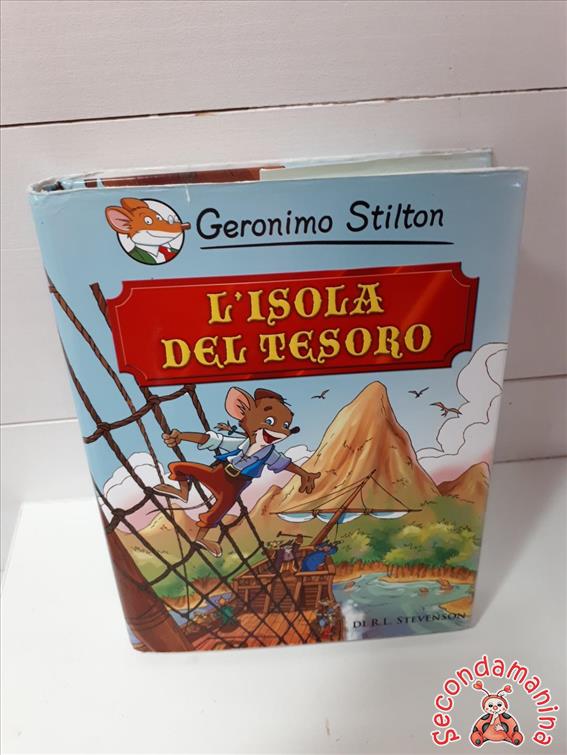 Geronimo Stilton
L'ISOLA
DEL TESORO
DI R.L. STEVENSON
Secondamanina